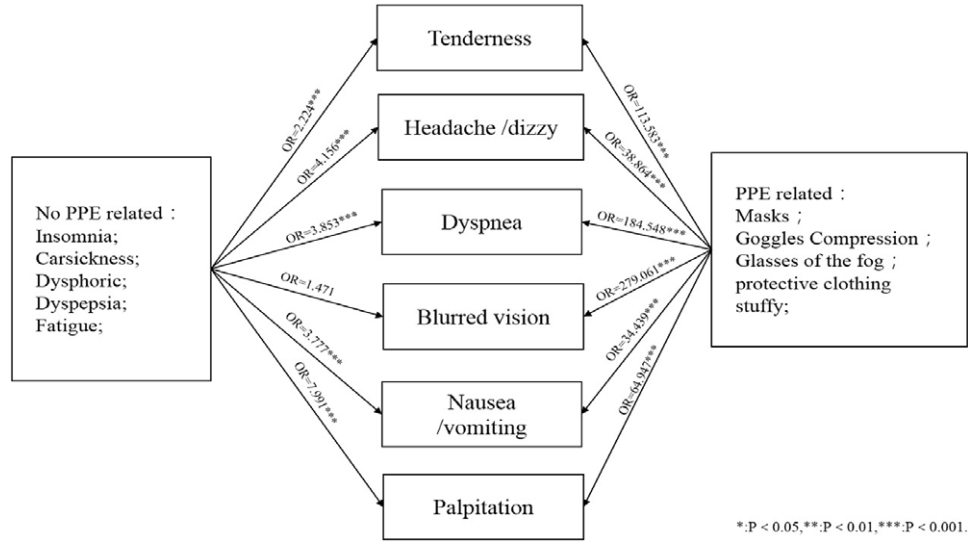 Tenderness
OR=2.224***
OR=113.583***
Headache /dizzy
OR=4.156***
OR=38.864***
No PPE related：
Insomnia;
Carsickness;
Dysphoric;
Dyspepsia;
Fatigue;
Dyspnea
OR=3.853***
OR=184.548***
PPE related：
Masks；
Goggles Compression；
Glasses of the fog；
protective clothing
stuffy;
OR=1.471
OR=279.061***
Blurred vision
OR=3.777***
OR=34.439***
Nausea
/vomiting
OR=7.991***
OR=64.947***
Palpitation
*:P < 0.05,**:P < 0.01,***:P < 0.001.